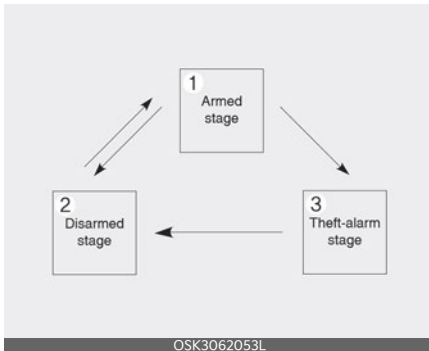 1
Armed
stage
2
Disarmed
stage
3
Theft-alarm
stage
OSK3062053L